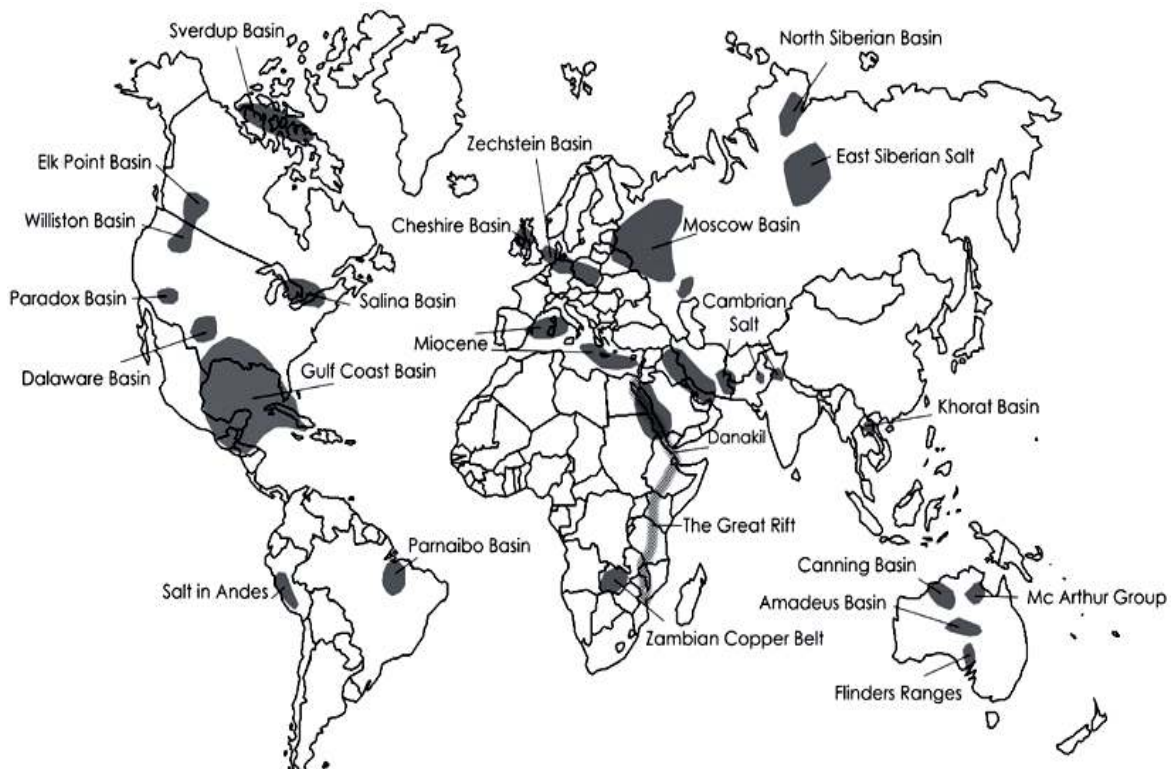 Sverdup Basin
North Siberian Basin
Zechstein Basin
Elk Point Basin
East Siberian Salt
Williston Basin
Cheshire Basin
Moscow Basin
Paradox Basin
Salina Basin
Cambrian
Salt
Miocene
Dalaware Basin
Gulf Coast Basin
Khorat Basin
Danakil
The Great Rift
Parnaibo Basin
Canning Basin
Salt in Andes
Mc Arthur Group
Amadeus Basin
Zambian Copper Belt
Flinders Ranges